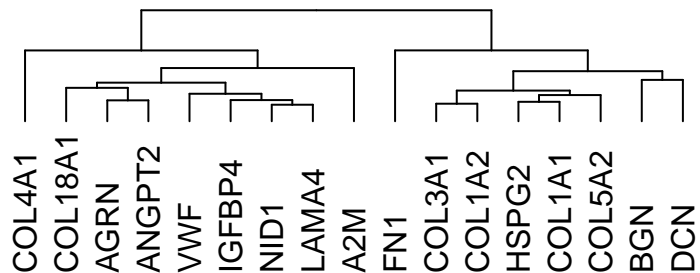 COL4A1
COL18A1
AGRN
ANGPT2
VWF
IGFBP4
NID1
LAMA4
A2M
FN1
COL3A1
COL1A2
HSPG2
COL1A1
COL5A2
BGN
DCN